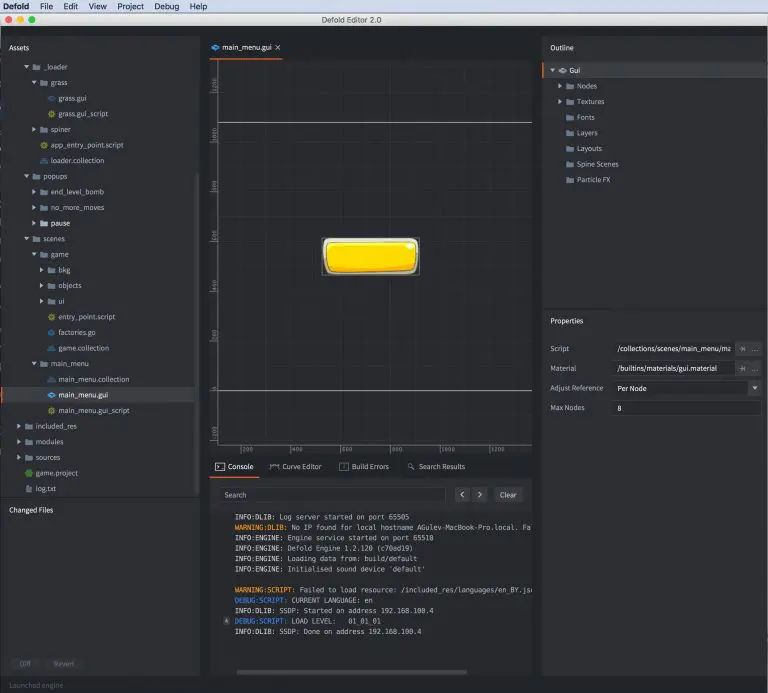 Defold File Edit View Project Debug Help
Defold Editor 2.0
Assets
_loader
grass
grass.gui
grass.gui_script
spiner
app_entry_point.script
loader.collection
popups
end_level_bomb
no_more_moves
pause
scenes
game
bkg
objects
ui
entry_point.script
factories.go
game.collection
main_menu
main_menu.collection
main_menu.gui
main_menu.gui_script
included_res
modules
sources
game.project
log.txt
Changed Files
Diff Revert
Launched engine
main_menu.gui
1200
1000
800
600
400
200
0
-200
200 400 600 800 1000 1200
Console Curve Editor Build Errors Search Results
Search Clear
INFO:DLIB: Log server started on port 65505
WARNING:DLIB: No IP found for local hostname AGulev-MacBook-Pro.local. Fa
INFO:ENGINE: Engine service started on port 65510
INFO:ENGINE: Defold Engine 1.2.120 (c70ad19)
INFO:ENGINE: Loading data from: build/default
INFO:ENGINE: Initialised sound device 'default'
WARNING:SCRIPT: Failed to load resource: /included_res/languages/en_BY.jso
DEBUG:SCRIPT: CURRENT LANGUAGE: en
INFO:DLIB: SSDP: Started on address 192.168.100.4
DEBUG:SCRIPT: LOAD LEVEL: 01_01_01
INFO:DLIB: SSDP: Done on address 192.168.100.4
Outline
Gui
Nodes
Textures
Fonts
Layers
Layouts
Spine Scenes
Particle FX
Properties
Script /collections/scenes/main_menu/ma ...
Material /builtins/materials/gui.material ...
Adjust Reference Per Node
Max Nodes 8